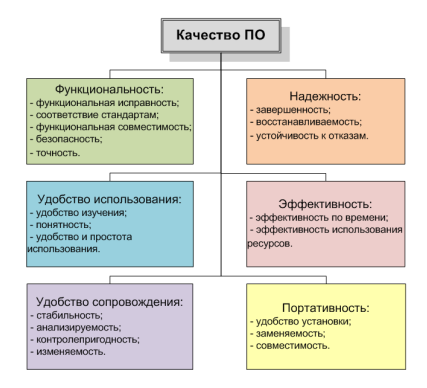 Качество ПО
Функциональность:
- функциональная исправность;
- соответствие стандартам;
- функциональная совместимость;
- безопасность;
- точность.
Надежность:
- завершенность;
- восстанавливаемость;
- устойчивость к отказам.
Удобство использования:
- удобство изучения;
- понятность;
- удобство и простота
использования.
Эффективность:
- эффективность по времени;
- эффективность использования
ресурсов.
Удобство сопровождения:
- стабильность;
- анализируемость;
- контролепригодность;
- изменяемость.
Портативность:
- удобство установки;
- заменяемость;
- совместимость.